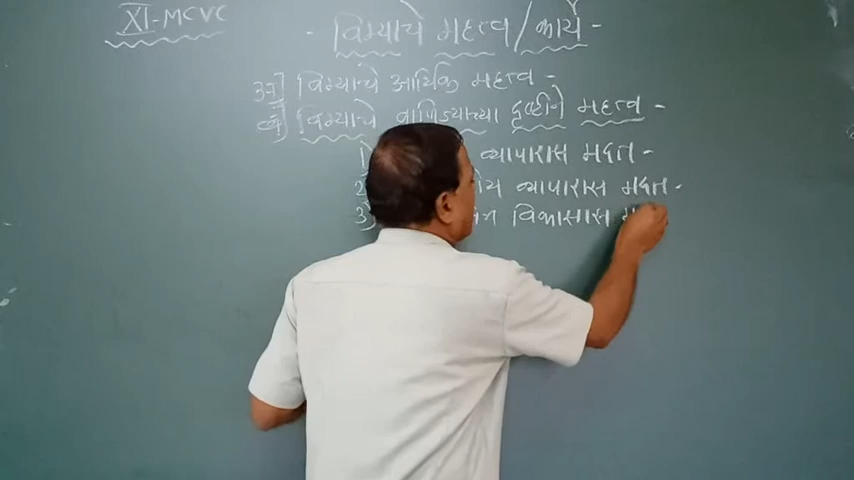 XI-MCVC
- विम्याचे महत्त्व/कार्य -
अ] विम्याचे आर्थिक महत्त्व -
ब] विम्याचे वाणिज्याच्या दृष्टीने महत्त्व -
व्यापारास मदत -
व्यापारास मदत -
विकासास